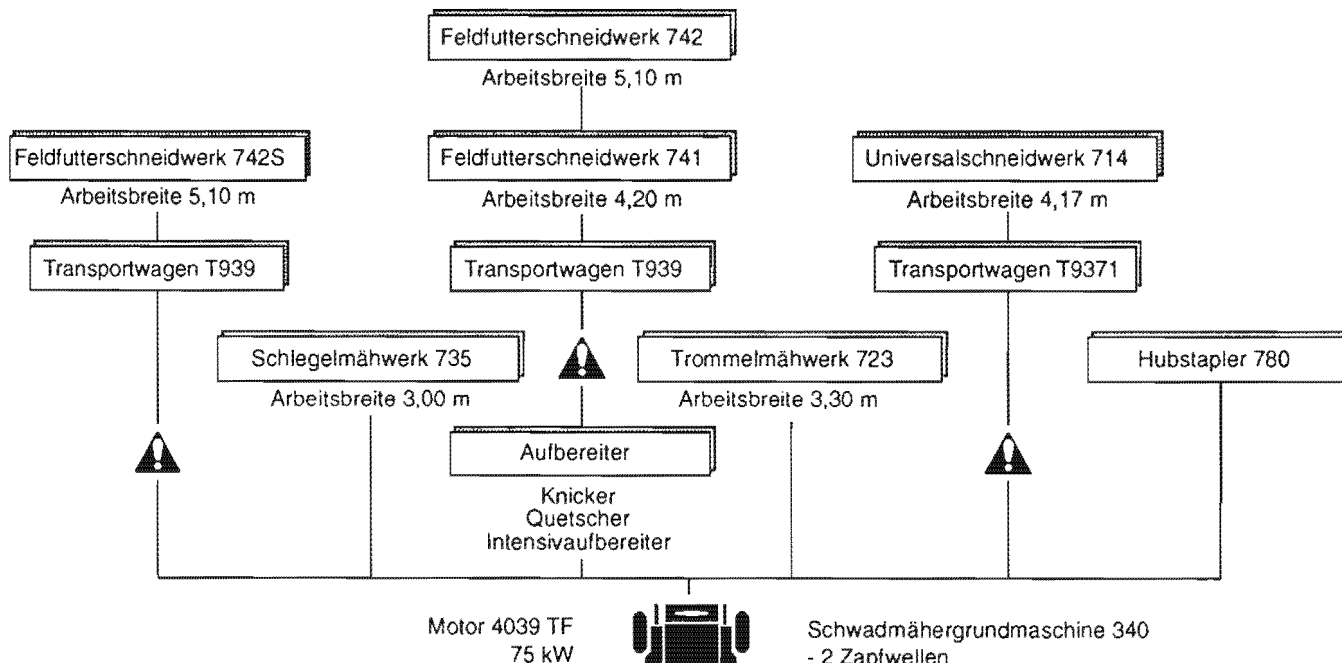 Feldfutterschneidwerk 742
Arbeitsbreite 5,10 m
Feldfutterschneidwerk 742S
Arbeitsbreite 5,10 m
Feldfutterschneidwerk 741
Arbeitsbreite 4,20 m
Universalschneidwerk 714
Arbeitsbreite 4,17 m
Transportwagen T939
Transportwagen T939
Transportwagen T9371
Schlegelmähwerk 735
Arbeitsbreite 3,00 m
Trommelmähwerk 723
Arbeitsbreite 3,30 m
Hubstapler 780
Aufbereiter
Knicker
Quetscher
Intensivaufbereiter
Motor 4039 TF
75 kW
Schwadmähergrundmaschine 340
- 2 Zapfwellen